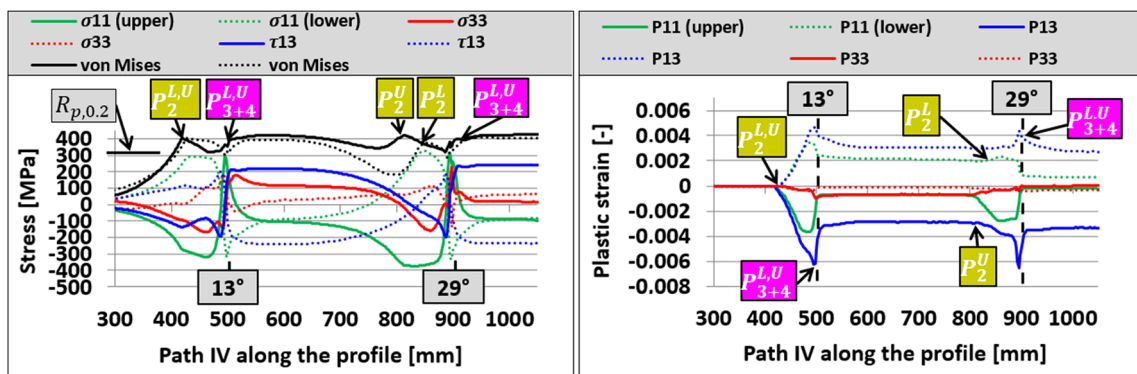 σ11 (upper) σ11 (lower) σ33
σ33 τ13 τ13
von Mises von Mises
R_{p,0.2}
P_2^{L,U} P_{3+4}^{L,U} P_2^U P_2^L P_{3+4}^{L,U}
400
300
200
100
0
-100
-200
-300
-400
-500
Stress [MPa]
13° 29°
300 400 500 600 700 800 900 1000
Path IV along the profile [mm]
P11 (upper) P11 (lower) P13
P13 P33 P33
0.006
0.004
0.002
0
-0.002
-0.004
-0.006
-0.008
Plastic strain [-]
13° 29°
P_2^{L,U} P_2^L P_{3+4}^{L,U}
P_{3+4}^{L,U} P_2^U
300 400 500 600 700 800 900 1000
Path IV along the profile [mm]